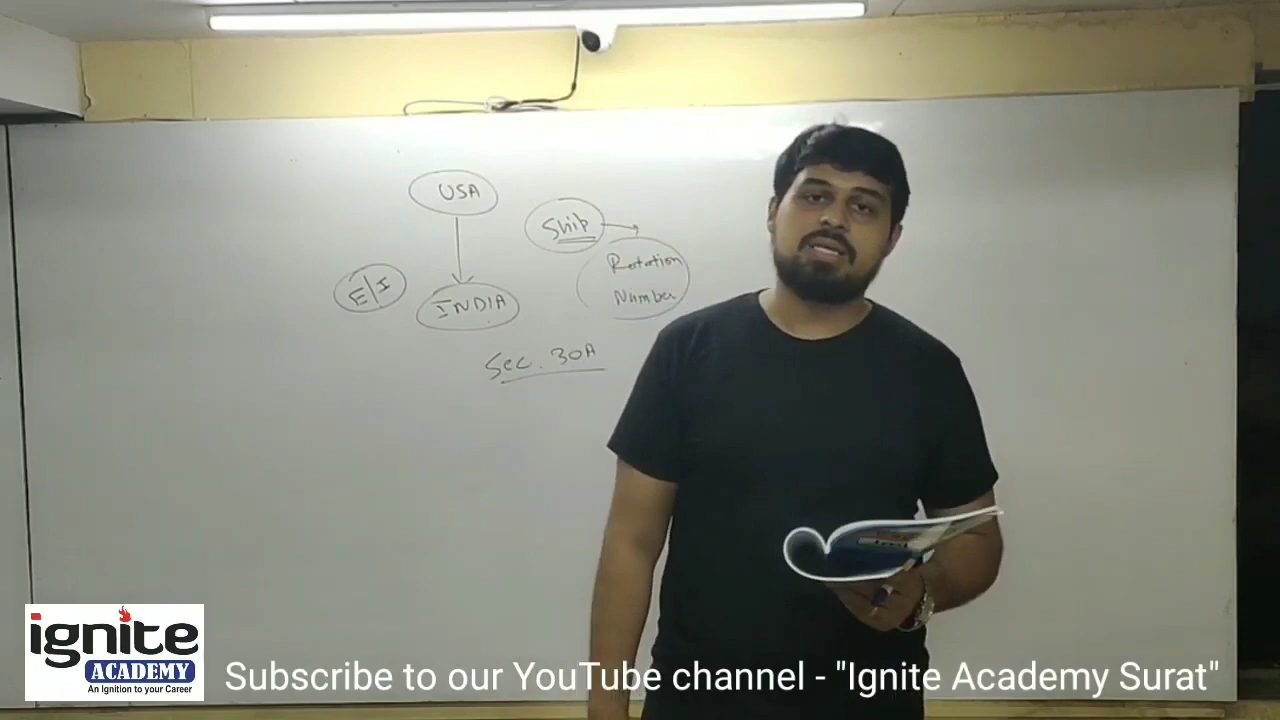 USA
Ship
Rotation
Number
E/I
INDIA
Sec. 30A
ignite
ACADEMY
An Ignition to your Career
Subscribe to our YouTube channel - "Ignite Academy Surat"